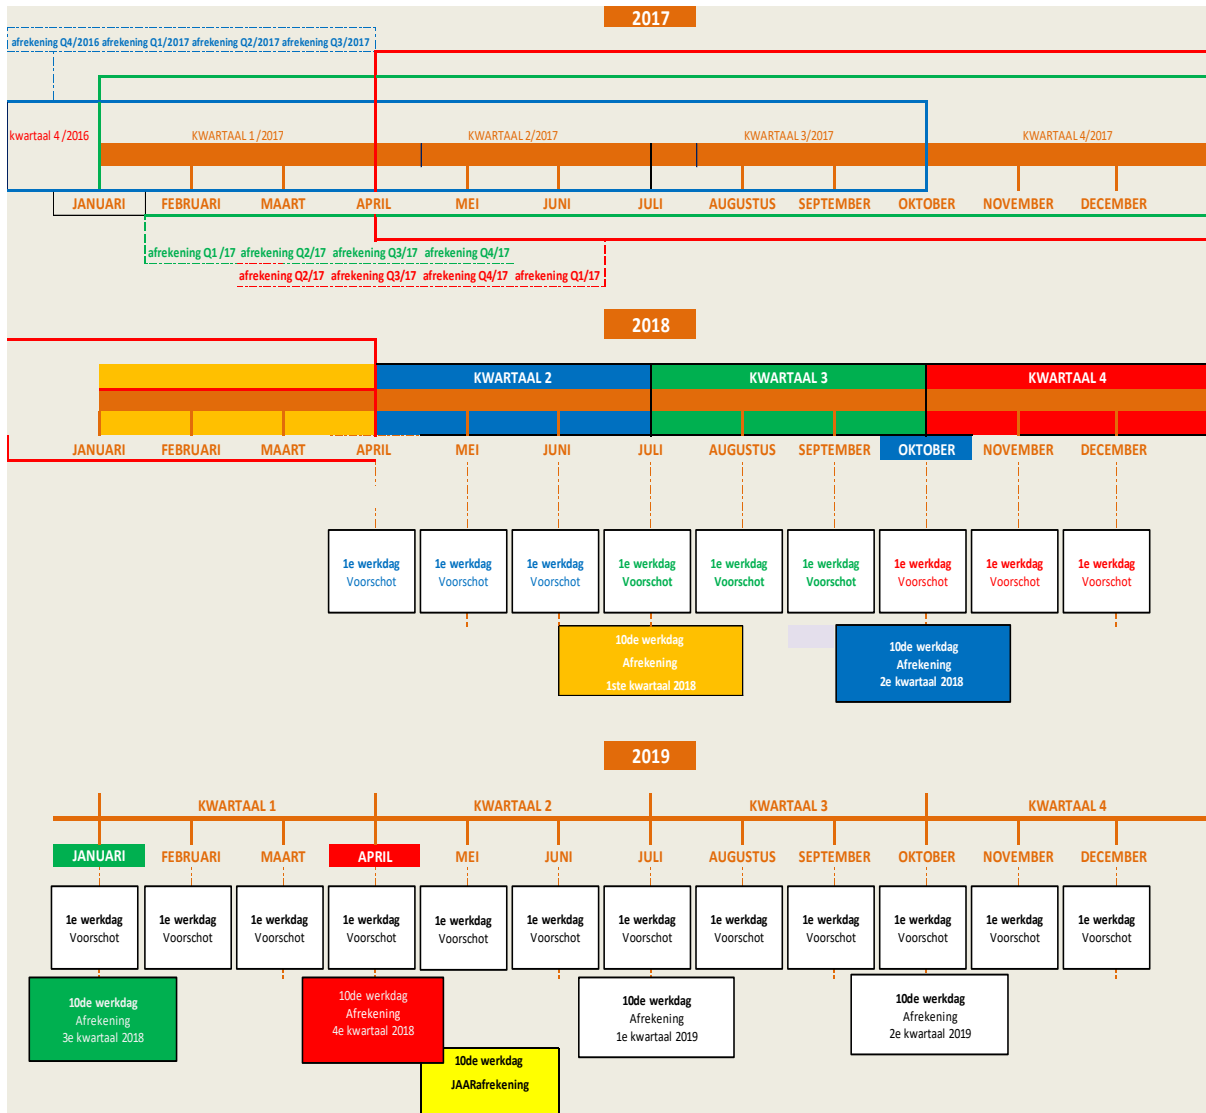 2017
afrekening Q4/2016 afrekening Q1/2017 afrekening Q2/2017 afrekening Q3/2017
kwartaal 4 /2016 KWARTAAL 1 /2017 KWARTAAL 2/2017 KWARTAAL 3/2017 KWARTAAL 4/2017
JANUARI FEBRUARI MAART APRIL MEI JUNI JULI AUGUSTUS SEPTEMBER OKTOBER NOVEMBER DECEMBER
afrekening Q1 /17 afrekening Q2/17 afrekening Q3/17 afrekening Q4/17
afrekening Q2/17 afrekening Q3/17 afrekening Q4/17 afrekening Q1/17
2018
KWARTAAL 2 KWARTAAL 3 KWARTAAL 4
JANUARI FEBRUARI MAART APRIL MEI JUNI JULI AUGUSTUS SEPTEMBER OKTOBER NOVEMBER DECEMBER
1e werkdag 1e werkdag 1e werkdag 1e werkdag 1e werkdag 1e werkdag 1e werkdag 1e werkdag 1e werkdag
Voorschot Voorschot Voorschot Voorschot Voorschot Voorschot Voorschot Voorschot Voorschot
10de werkdag
Afrekening
1ste kwartaal 2018
10de werkdag
Afrekening
2e kwartaal 2018
2019
KWARTAAL 1 KWARTAAL 2 KWARTAAL 3 KWARTAAL 4
JANUARI FEBRUARI MAART APRIL MEI JUNI JULI AUGUSTUS SEPTEMBER OKTOBER NOVEMBER DECEMBER
1e werkdag 1e werkdag 1e werkdag 1e werkdag 1e werkdag 1e werkdag 1e werkdag 1e werkdag 1e werkdag 1e werkdag 1e werkdag 1e werkdag
Voorschot Voorschot Voorschot Voorschot Voorschot Voorschot Voorschot Voorschot Voorschot Voorschot Voorschot Voorschot
10de werkdag
Afrekening
3e kwartaal 2018
10de werkdag
Afrekening
4e kwartaal 2018
10de werkdag
Afrekening
1e kwartaal 2019
10de werkdag
Afrekening
2e kwartaal 2019
10de werkdag
JAARafrekening